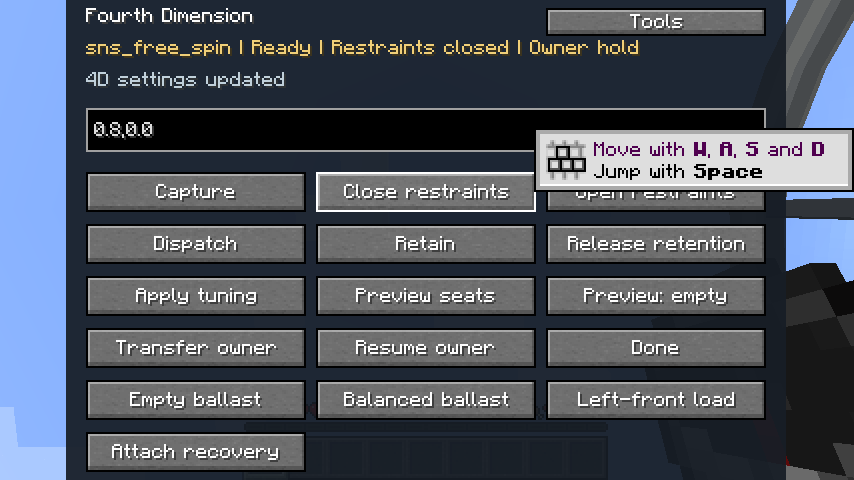 Fourth Dimension
Tools
sns_free_spin | Ready | Restraints closed | Owner hold
4D settings updated
0.8,0.0
Move with W, A, S and D
Jump with Space
Capture
Close restraints
Open restraints
Dispatch
Retain
Release retention
Apply tuning
Preview seats
Preview: empty
Transfer owner
Resume owner
Done
Empty ballast
Balanced ballast
Left-front load
Attach recovery